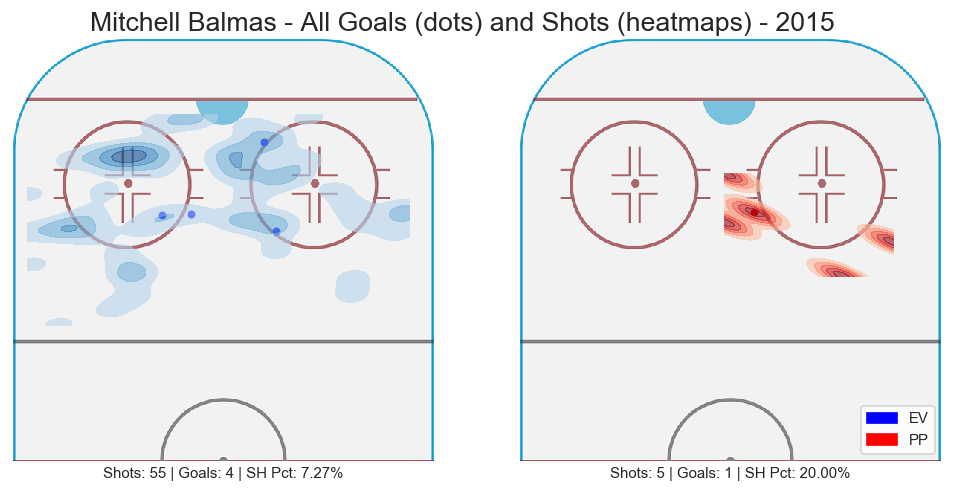 Mitchell Balmas - All Goals (dots) and Shots (heatmaps) - 2015
EV
PP
Shots: 55 | Goals: 4 | SH Pct: 7.27%
Shots: 5 | Goals: 1 | SH Pct: 20.00%